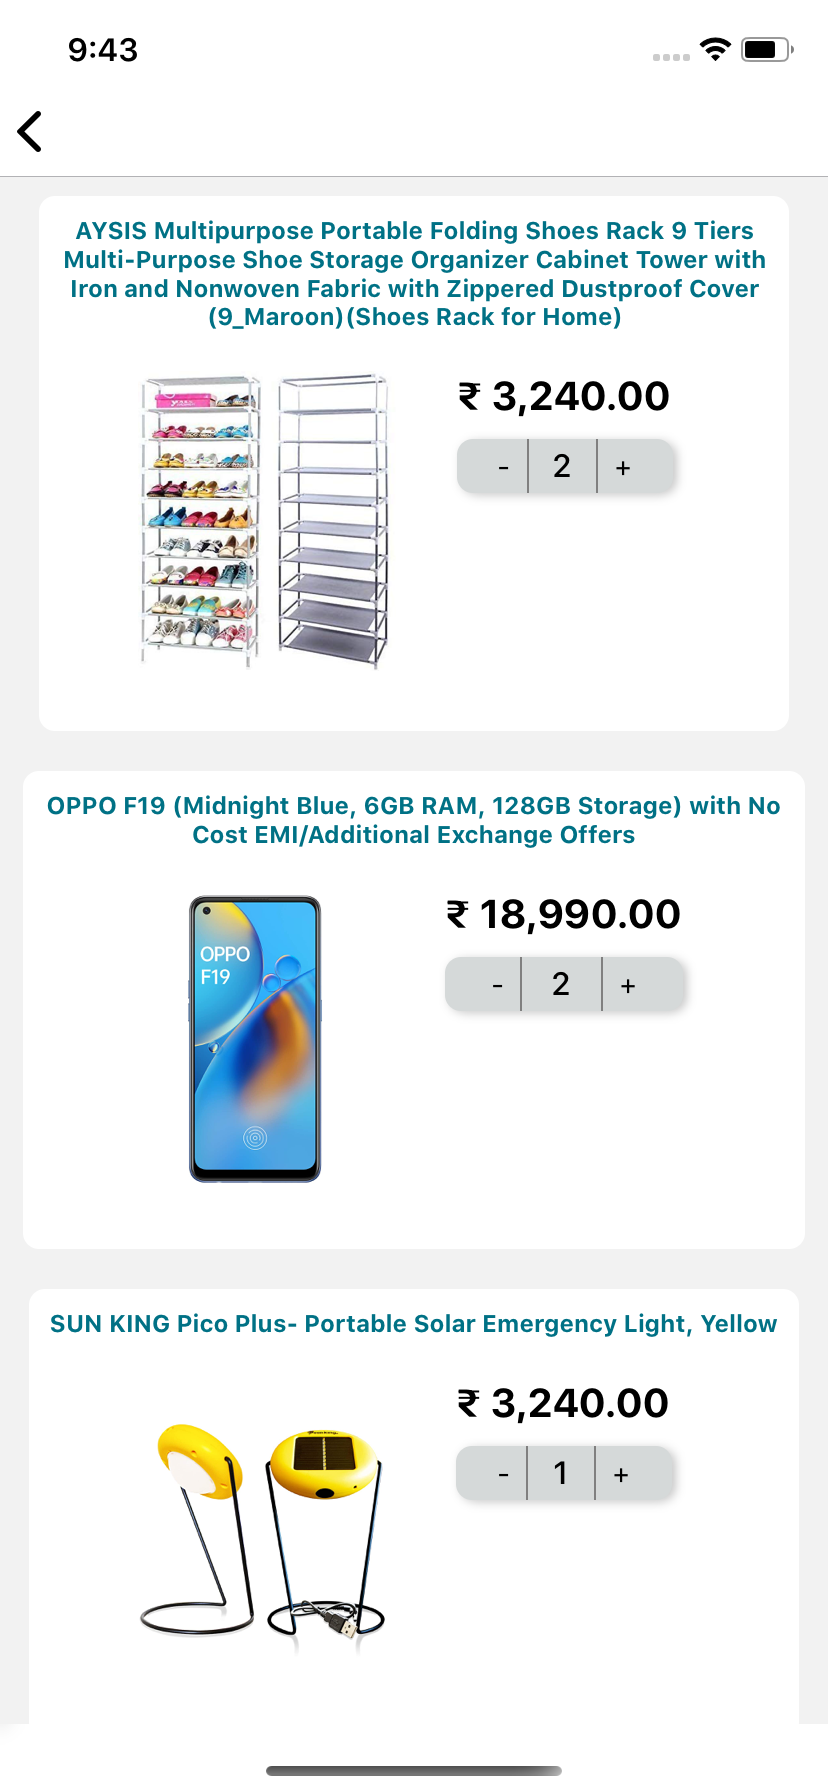 9:43
AYSIS Multipurpose Portable Folding Shoes Rack 9 Tiers
Multi-Purpose Shoe Storage Organizer Cabinet Tower with
Iron and Nonwoven Fabric with Zippered Dustproof Cover
(9_Maroon)(Shoes Rack for Home)
₹ 3,240.00
- 2 +
OPPO F19 (Midnight Blue, 6GB RAM, 128GB Storage) with No
Cost EMI/Additional Exchange Offers
OPPO
F19
₹ 18,990.00
- 2 +
SUN KING Pico Plus- Portable Solar Emergency Light, Yellow
₹ 3,240.00
- 1 +